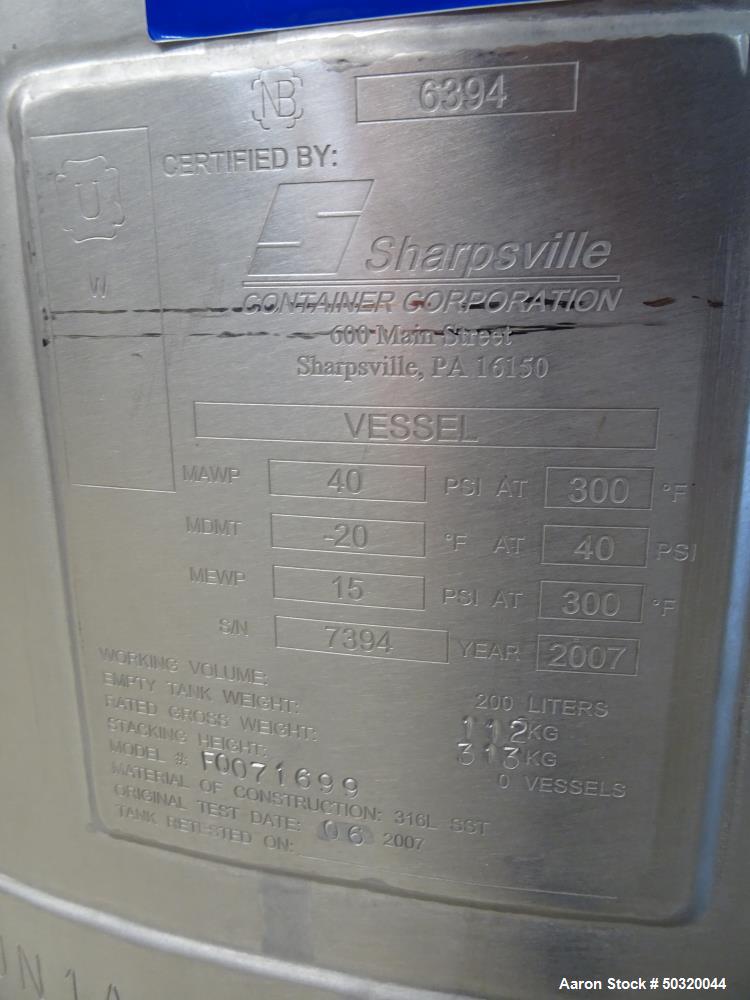 NB 6394
CERTIFIED BY:
U
W
S Sharpsville
CONTAINER CORPORATION
600 Main Street
Sharpsville, PA 16150
VESSEL
MAWP 40 PSI AT 300 °F
MDMT -20 °F AT 40 PSI
MEWP 15 PSI AT 300 °F
S/N 7394 YEAR 2007
WORKING VOLUME: 200 LITERS
EMPTY TANK WEIGHT: 112 KG
RATED GROSS WEIGHT: 313 KG
STACKING HEIGHT: 0 VESSELS
MODEL #: F0071699
MATERIAL OF CONSTRUCTION: 316L SST
ORIGINAL TEST DATE: 06 2007
TANK RETESTED ON:
Aaron Stock # 50320044